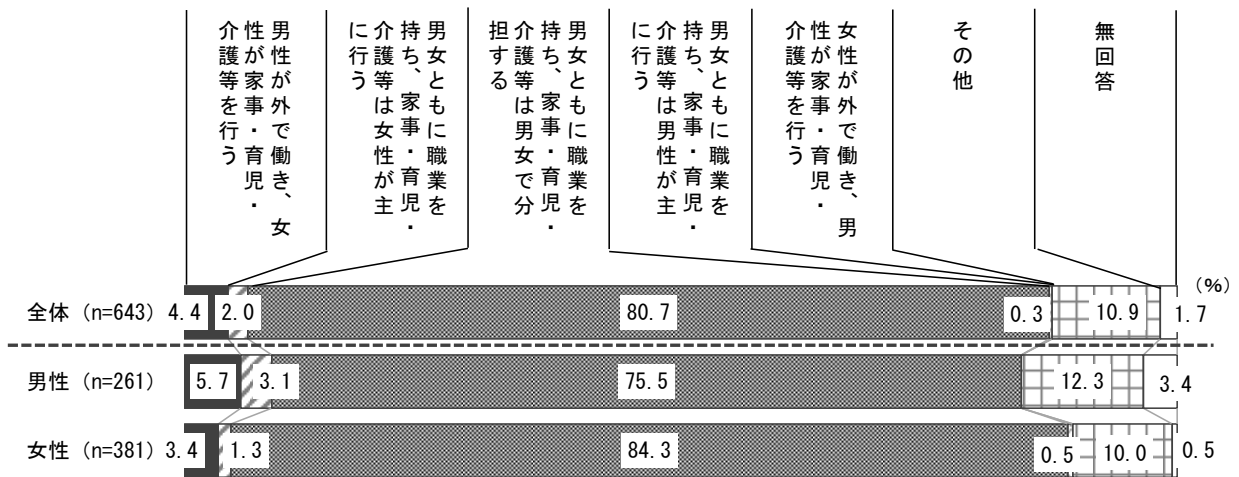 男性が外で働き、女
性が家事・育児・
介護等を行う
男女ともに職業を
持ち、家事・育児・
介護等は女性が主
に行う
男女ともに職業を
持ち、家事・育児・
介護等は男女で分
担する
男女ともに職業を
持ち、家事・育児・
介護等は男性が主
に行う
女性が外で働き、男
性が家事・育児・
介護等を行う
その他
無回答
(%)
全体 (n=643) 4.4 2.0 80.7 0.3 10.9 1.7
男性 (n=261) 5.7 3.1 75.5 12.3 3.4
女性 (n=381) 3.4 1.3 84.3 0.5 10.0 0.5